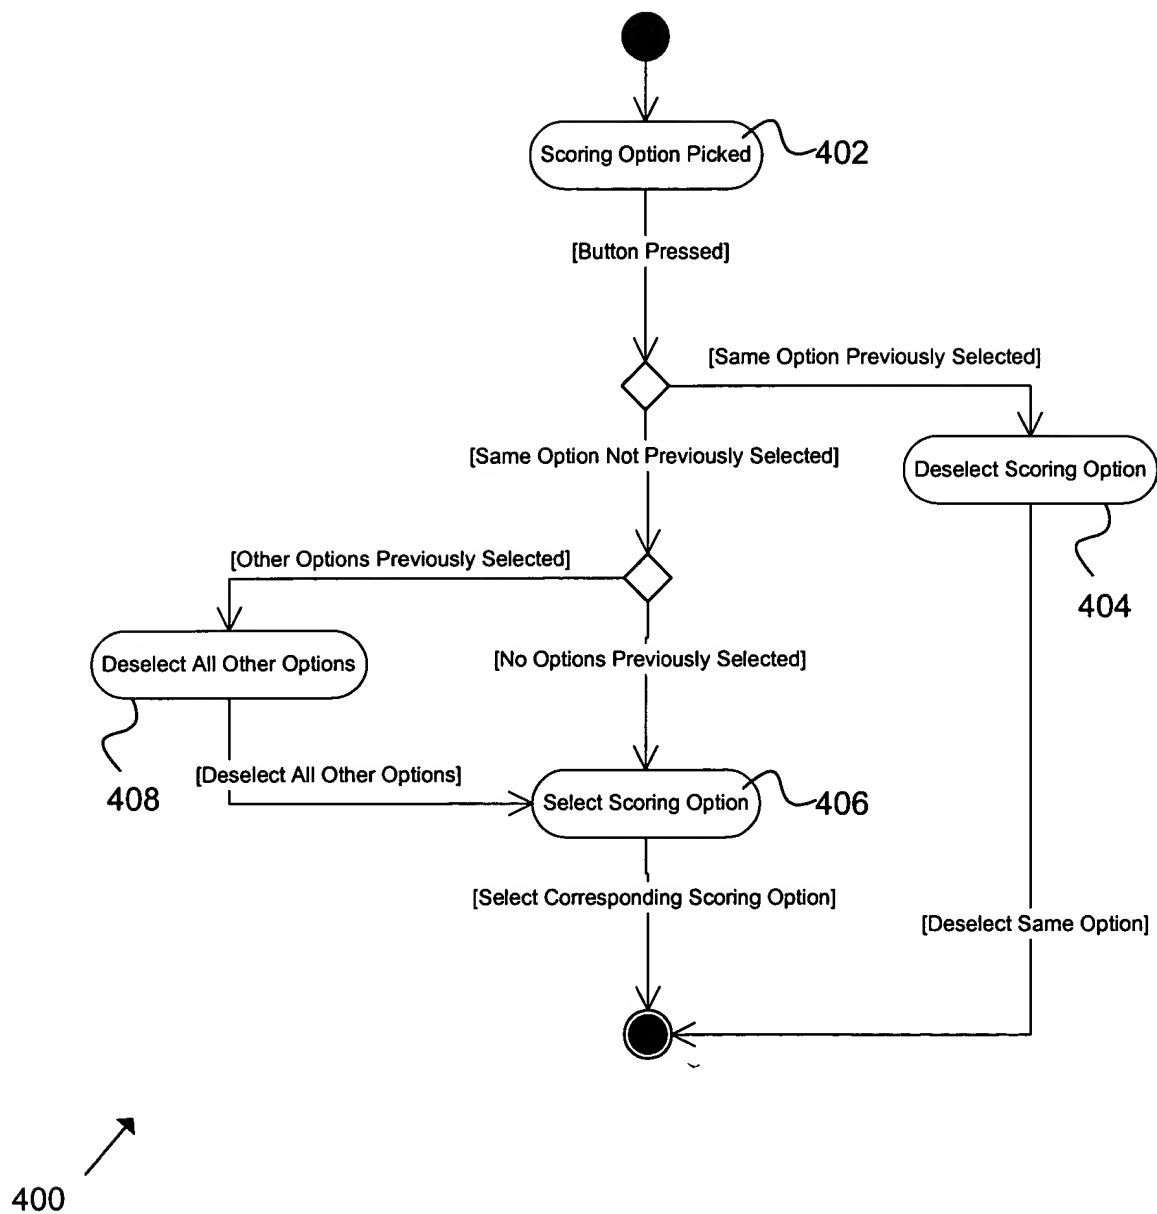 Scoring Option Picked
402
[Button Pressed]
[Same Option Previously Selected]
[Same Option Not Previously Selected]
Deselect Scoring Option
404
[Other Options Previously Selected]
Deselect All Other Options
[No Options Previously Selected]
408
[Deselect All Other Options]
Select Scoring Option
406
[Select Corresponding Scoring Option]
[Deselect Same Option]
400